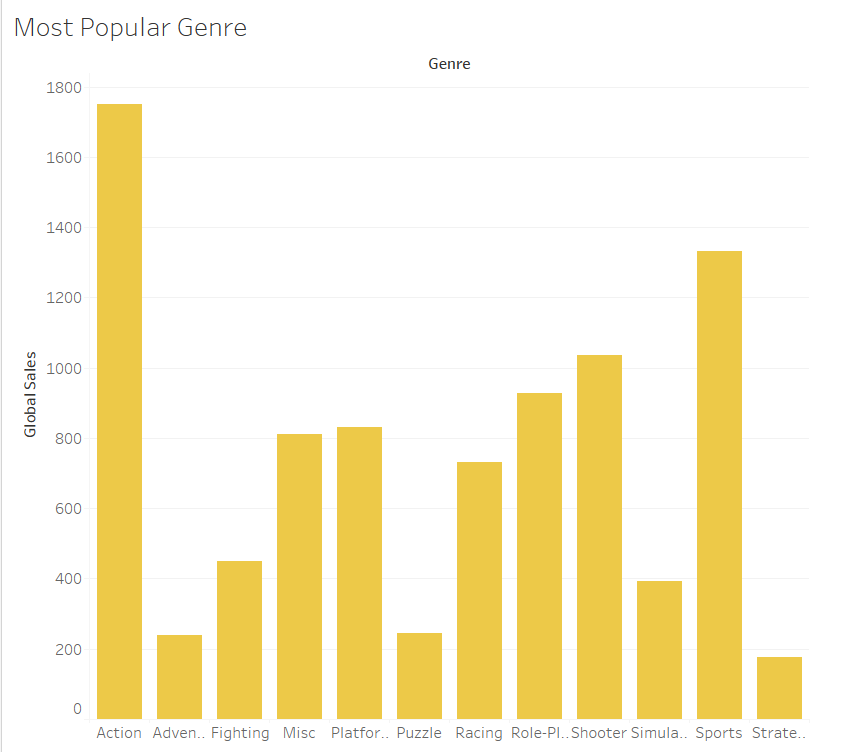 Most Popular Genre
Genre
1800
1600
1400
1200
1000
800
600
400
200
0
Global Sales
Action Adven.. Fighting Misc Platfor.. Puzzle Racing Role-Pl.. Shooter Simula.. Sports Strate..